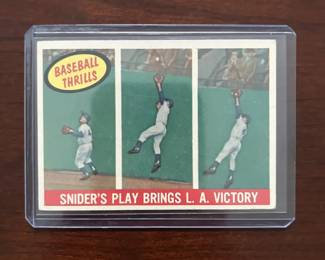 BASEBALL
THRILLS
SNIDER'S PLAY BRINGS L. A. VICTORY